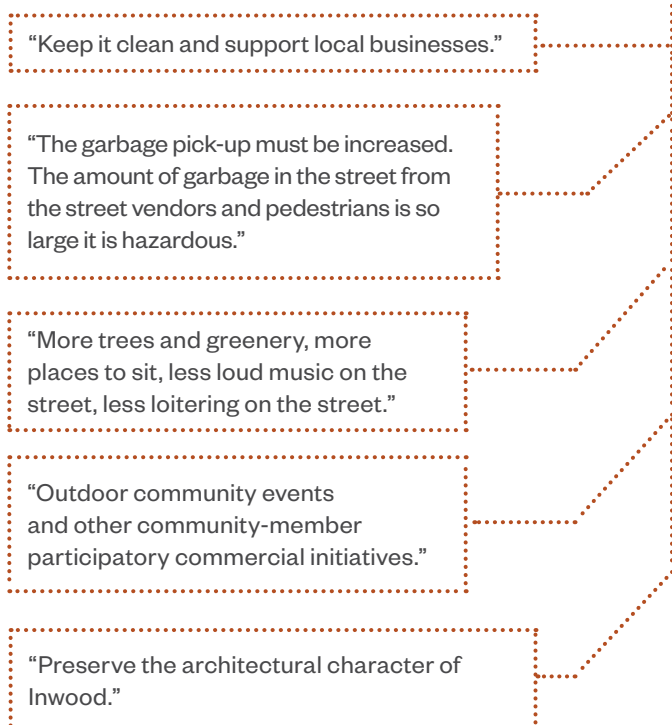 “Keep it clean and support local businesses.”
“The garbage pick-up must be increased.
The amount of garbage in the street from
the street vendors and pedestrians is so
large it is hazardous.”
“More trees and greenery, more
places to sit, less loud music on the
street, less loitering on the street.”
“Outdoor community events
and other community-member
participatory commercial initiatives.”
“Preserve the architectural character of
Inwood.”